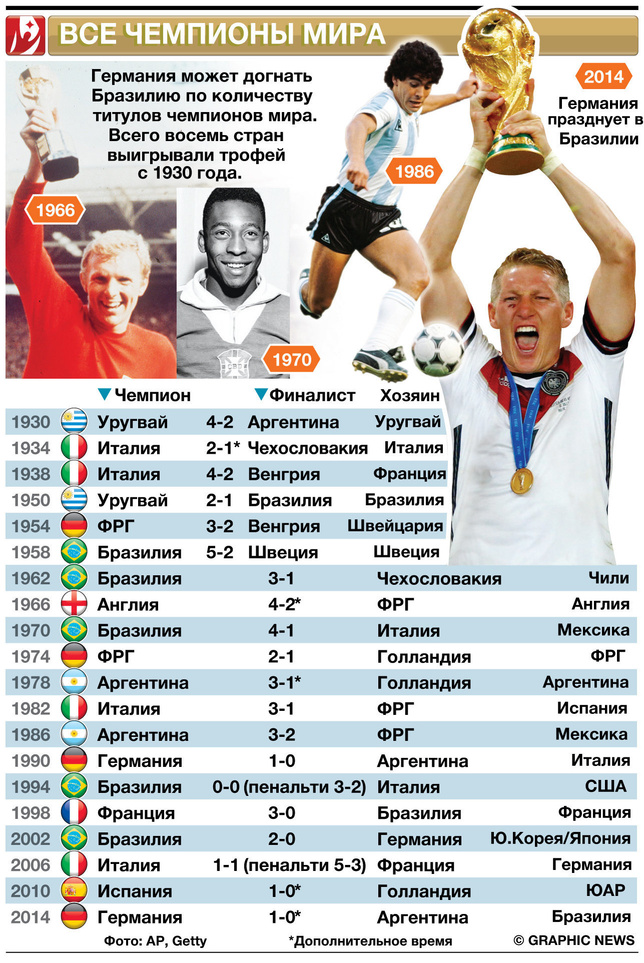 ВСЕ ЧЕМПИОНЫ МИРА
Германия может догнать
Бразилию по количеству
титулов чемпионов мира.
Всего восемь стран
выигрывали трофей
с 1930 года.
2014
Германия
празднует в
Бразилии
1986
1966
1970
Чемпион Финалист Хозяин
1930 Уругвай 4-2 Аргентина Уругвай
1934 Италия 2-1* Чехословакия Италия
1938 Италия 4-2 Венгрия Франция
1950 Уругвай 2-1 Бразилия Бразилия
1954 ФРГ 3-2 Венгрия Швейцария
1958 Бразилия 5-2 Швеция Швеция
1962 Бразилия 3-1 Чехословакия Чили
1966 Англия 4-2* ФРГ Англия
1970 Бразилия 4-1 Италия Мексика
1974 ФРГ 2-1 Голландия ФРГ
1978 Аргентина 3-1* Голландия Аргентина
1982 Италия 3-1 ФРГ Испания
1986 Аргентина 3-2 ФРГ Мексика
1990 Германия 1-0 Аргентина Италия
1994 Бразилия 0-0 (пенальти 3-2) Италия США
1998 Франция 3-0 Бразилия Франция
2002 Бразилия 2-0 Германия Ю.Корея/Япония
2006 Италия 1-1 (пенальти 5-3) Франция Германия
2010 Испания 1-0* Голландия ЮАР
2014 Германия 1-0* Аргентина Бразилия
Фото: AP, Getty *Дополнительное время © GRAPHIC NEWS